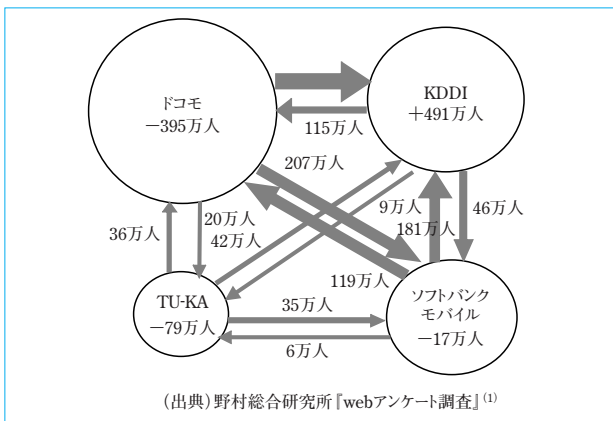 ドコモ
−395万人
KDDI
+491万人
115万人
207万人
20万人
42万人
36万人
9万人
181万人
46万人
119万人
TU-KA
−79万人
35万人
6万人
ソフトバンク
モバイル
−17万人
(出典)野村総合研究所『webアンケート調査』(1)